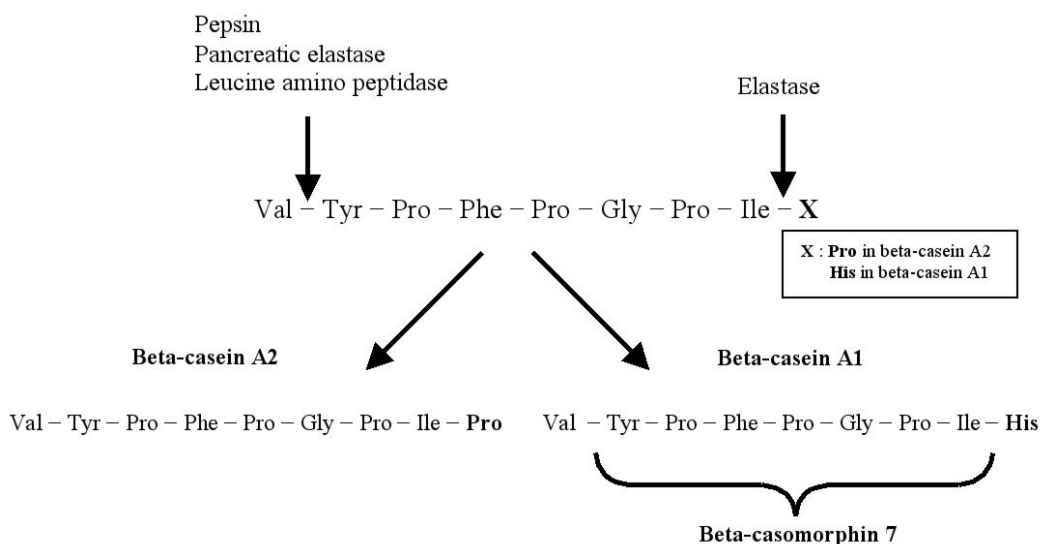 Pepsin
Pancreatic elastase
Leucine amino peptidase
Elastase
Val – Tyr – Pro – Phe – Pro – Gly – Pro – Ile – X
X : Pro in beta-casein A2
His in beta-casein A1
Beta-casein A2
Beta-casein A1
Val – Tyr – Pro – Phe – Pro – Gly – Pro – Ile – Pro
Val – Tyr – Pro – Phe – Pro – Gly – Pro – Ile – His
Beta-casomorphin 7